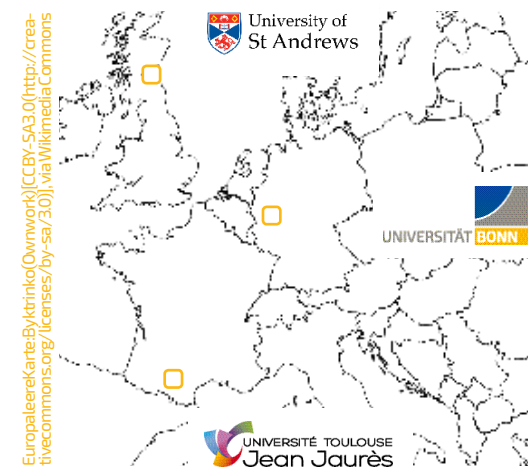 University of
St Andrews
EuropaleereKarte:Byktrinko(Ownwork)[CCBY-SA3.0(http://crea-
tivecommons.org/licenses/by-sa/3.0)],viaWikimediaCommons
UNIVERSITÄT BONN
UNIVERSITÉ TOULOUSE
Jean Jaurès